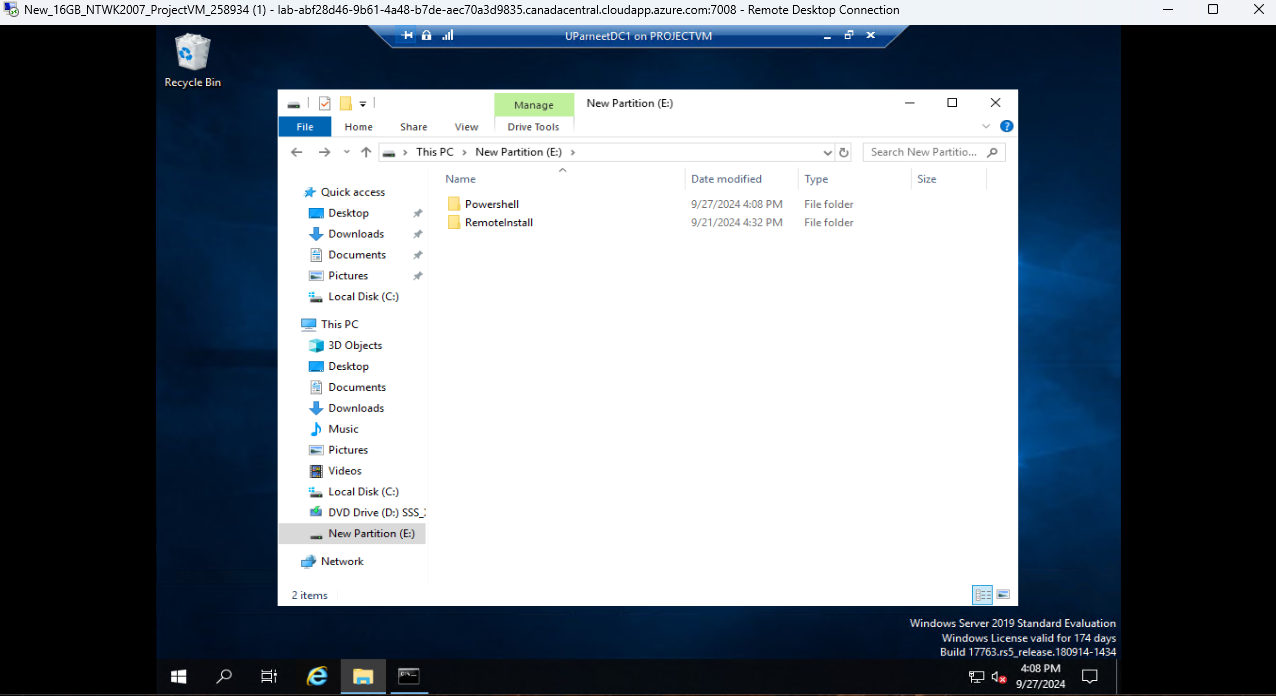 New_16GB_NTWK2007_ProjectVM_258934 (1) - lab-abf28d46-9b61-4a48-b7de-aec70a3d9835.canadacentral.cloudapp.azure.com:7008 - Remote Desktop Connection
UParneetDC1 on PROJECTVM
Recycle Bin
Manage New Partition (E:)
File Home Share View Drive Tools
This PC New Partition (E:) Search New Partitio...
Name Date modified Type Size
Powershell 9/27/2024 4:08 PM File folder
RemoteInstall 9/21/2024 4:32 PM File folder
Quick access
Desktop
Downloads
Documents
Pictures
Local Disk (C:)
This PC
3D Objects
Desktop
Documents
Downloads
Music
Pictures
Videos
Local Disk (C:)
DVD Drive (D:) SSS_
New Partition (E:)
Network
2 items
Windows Server 2019 Standard Evaluation
Windows License valid for 174 days
Build 17763.rs5_release.180914-1434
4:08 PM
9/27/2024